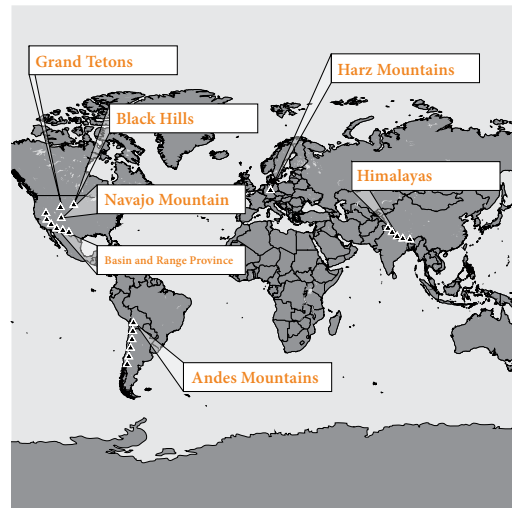 Grand Tetons
Harz Mountains
Black Hills
Himalayas
Navajo Mountain
Basin and Range Province
Andes Mountains